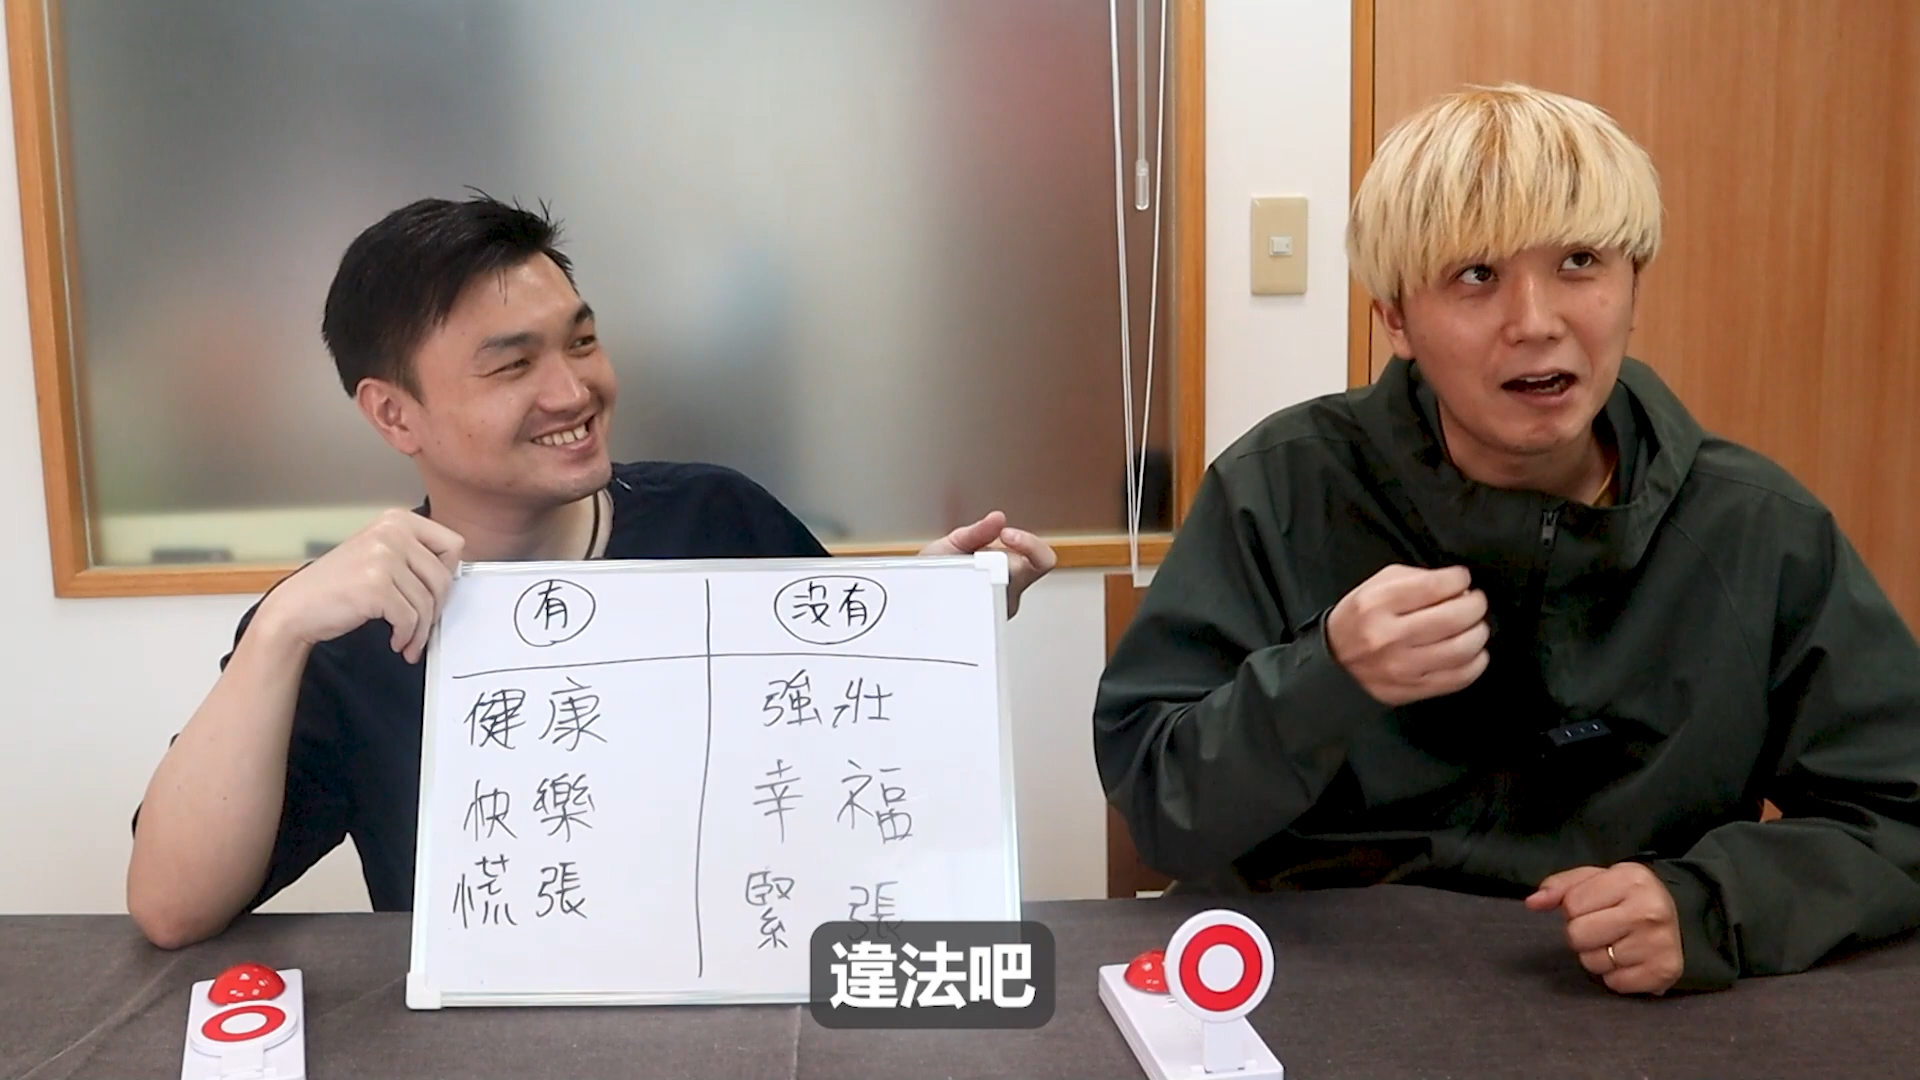 有 沒有
健康 強壯
快樂 幸福
慌張 緊張
違法吧